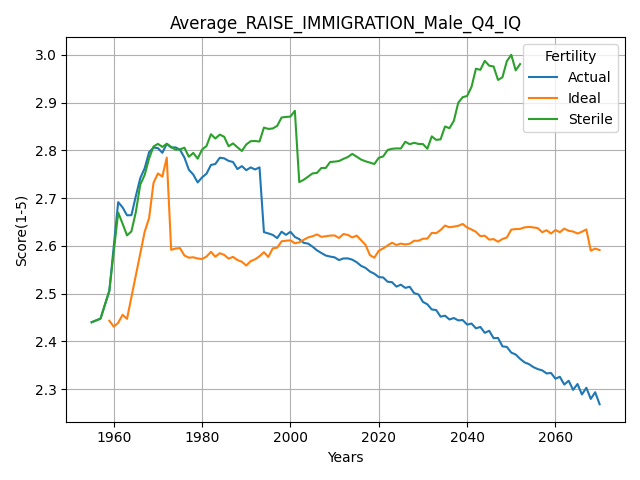 Average_RAISE_IMMIGRATION_Male_Q4_IQ
Fertility
Actual
Ideal
Sterile
Score(1-5)
3.0
2.9
2.8
2.7
2.6
2.5
2.4
2.3
1960 1980 2000 2020 2040 2060
Years